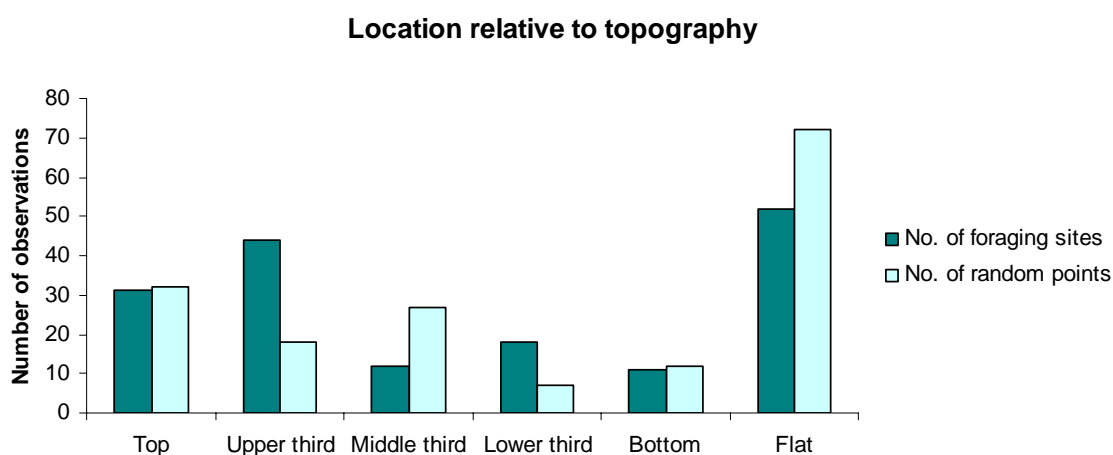 Location relative to topography
Number of observations
80
70
60
50
40
30
20
10
0
Top Upper third Middle third Lower third Bottom Flat
No. of foraging sites
No. of random points